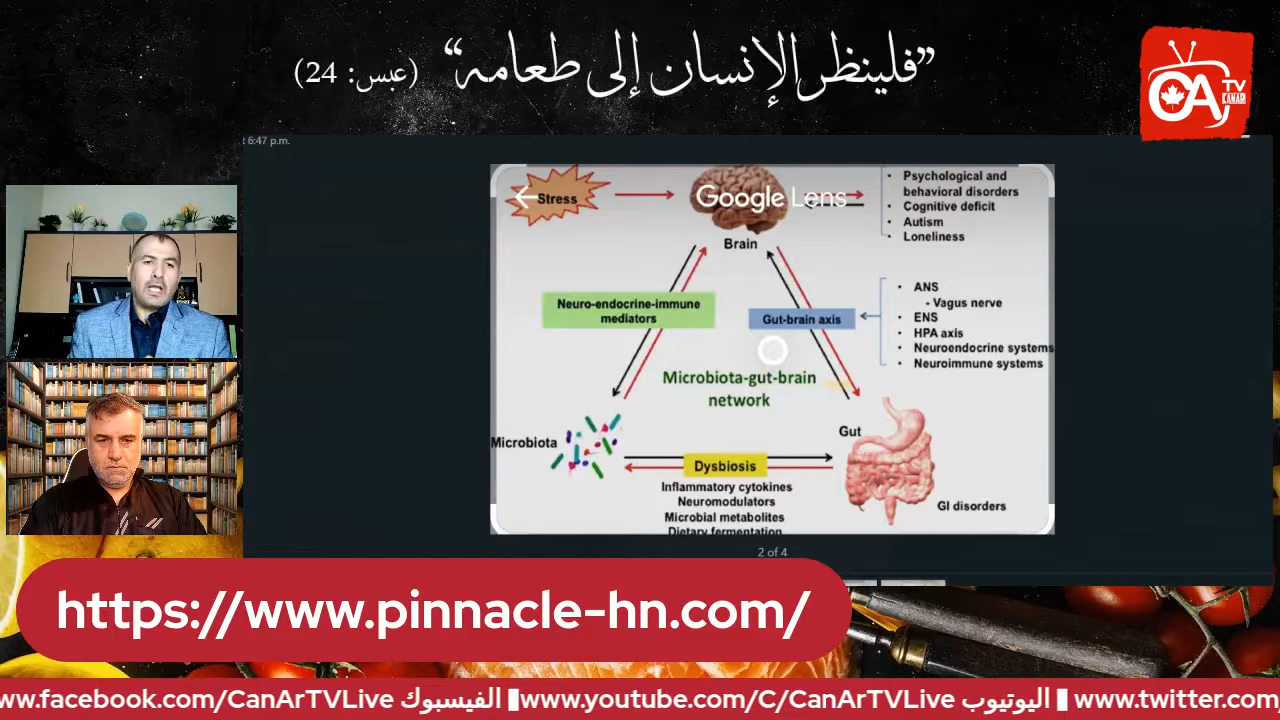 ”فلينظر الإنسان إلى طعامه“ (عبس: 24)
CA TV
CANAR
6:47 p.m.
Stress
Google Lens
Brain
Psychological and
behavioral disorders
Cognitive deficit
Autism
Loneliness
Neuro-endocrine-immune
mediators
Gut-brain axis
ANS
- Vagus nerve
ENS
HPA axis
Neuroendocrine systems
Neuroimmune systems
Microbiota-gut-brain
network
Microbiota
Gut
Dysbiosis
Inflammatory cytokines
Neuromodulators
Microbial metabolites
Dietary fermentation
GI disorders
2 of 4
https://www.pinnacle-hn.com/
ww.facebook.com/CanArTVLive الفيسبوك www.youtube.com/C/CanArTVLive اليوتيوب www.twitter.com/